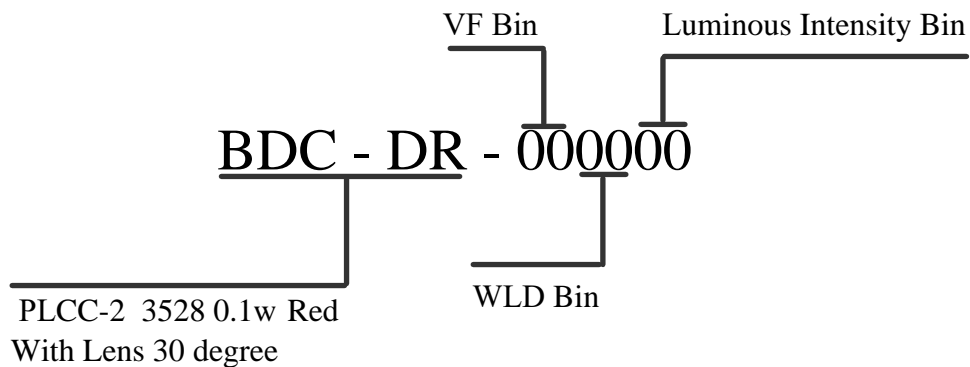 VF Bin
Luminous Intensity Bin
BDC - DR - 000000
WLD Bin
PLCC-2 3528 0.1w Red
With Lens 30 degree